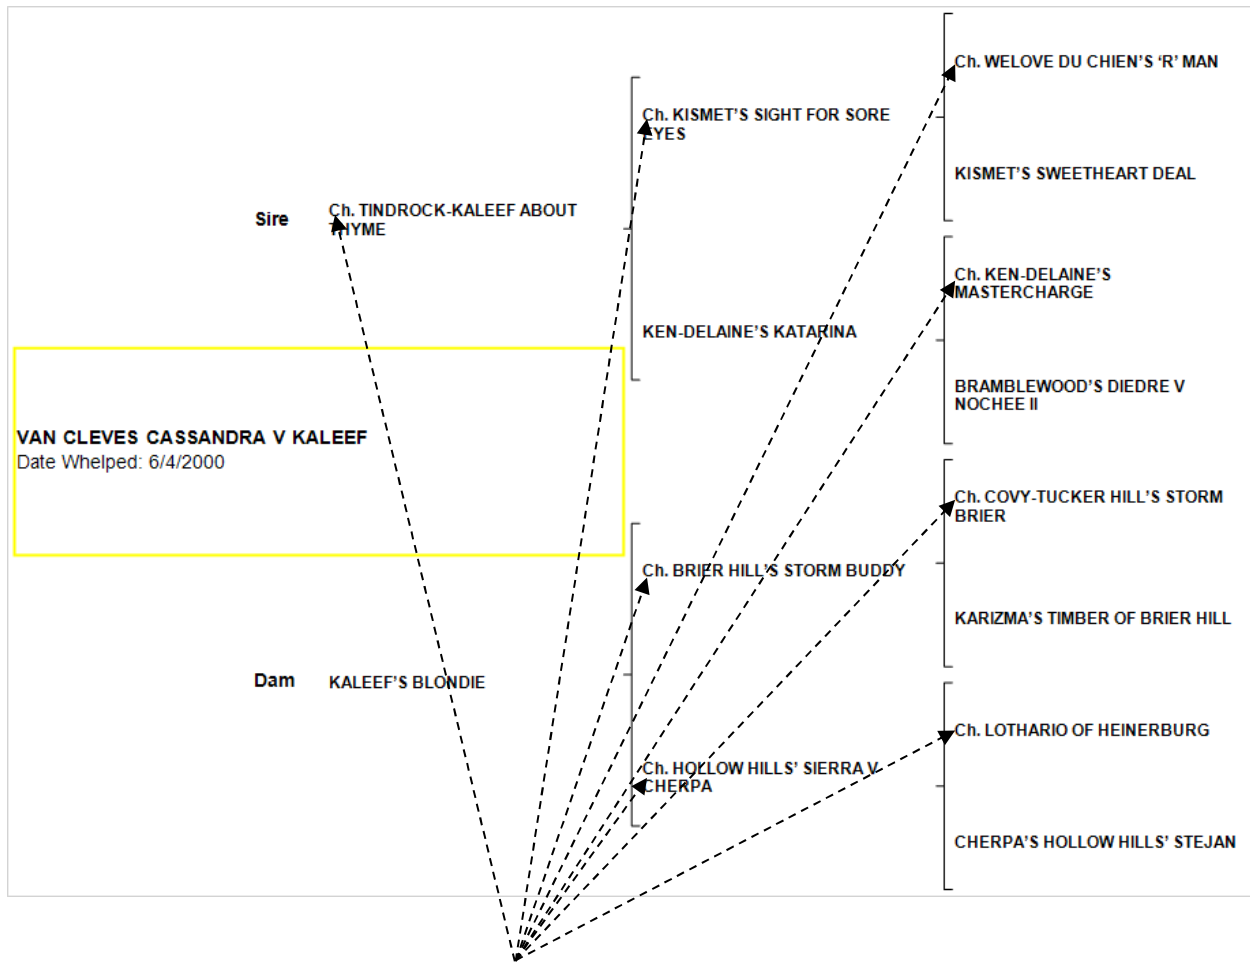 Ch. WELOVE DU CHIEN’S ‘R’ MAN
Ch. KISMET’S SIGHT FOR SORE
EYES
KISMET’S SWEETHEART DEAL
Sire
Ch. TINDROCK-KALEEF ABOUT
THYME
Ch. KEN-DELAINE’S
MASTERCHARGE
KEN-DELAINE’S KATARINA
BRAMBLEWOOD’S DIEDRE V
NOCHEE II
VAN CLEVES CASSANDRA V KALEEF
Date Whelped: 6/4/2000
Ch. COVY-TUCKER HILL’S STORM
BRIER
Ch. BRIER HILL’S STORM BUDDY
KARIZMA’S TIMBER OF BRIER HILL
Dam
KALEEF’S BLONDIE
Ch. LOTHARIO OF HEINERBURG
Ch. HOLLOW HILLS’ SIERRA V
CHERPA
CHERPA’S HOLLOW HILLS’ STEJAN